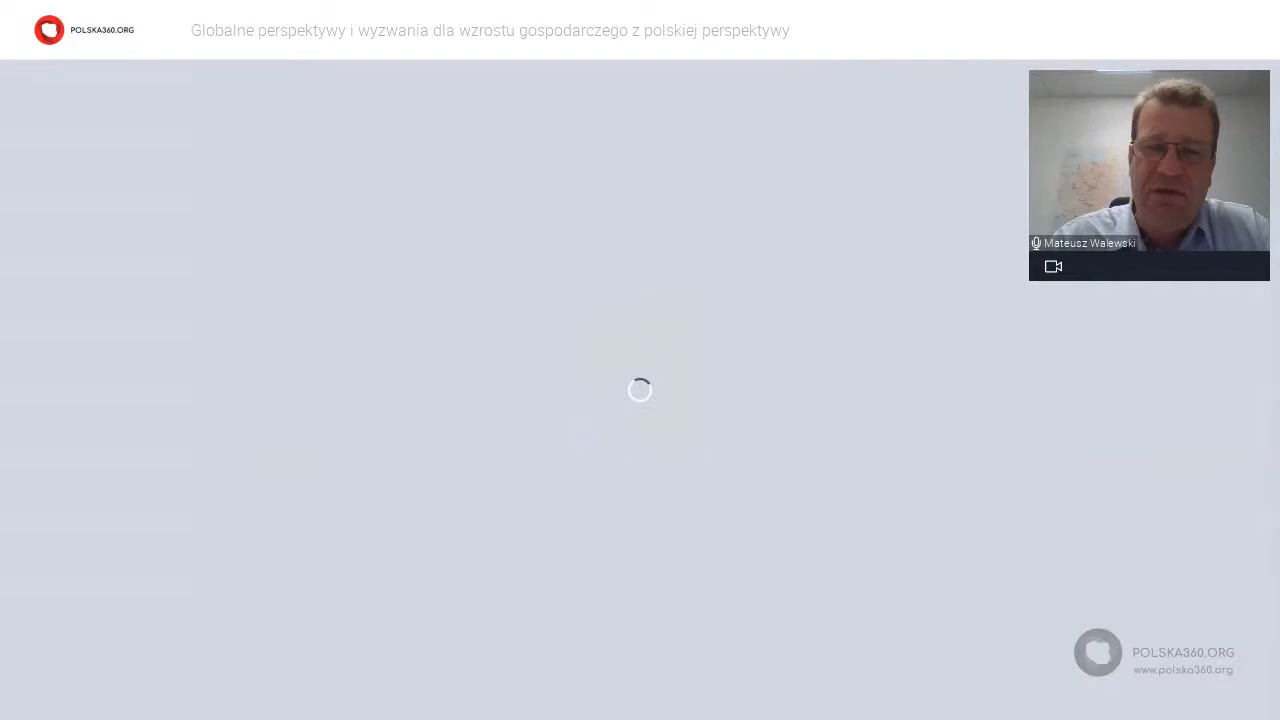 POLSKA360.ORG
Globalne perspektywy i wyzwania dla wzrostu gospodarczego z polskiej perspektywy
Mateusz Walewski
POLSKA360.ORG
www.polska360.org